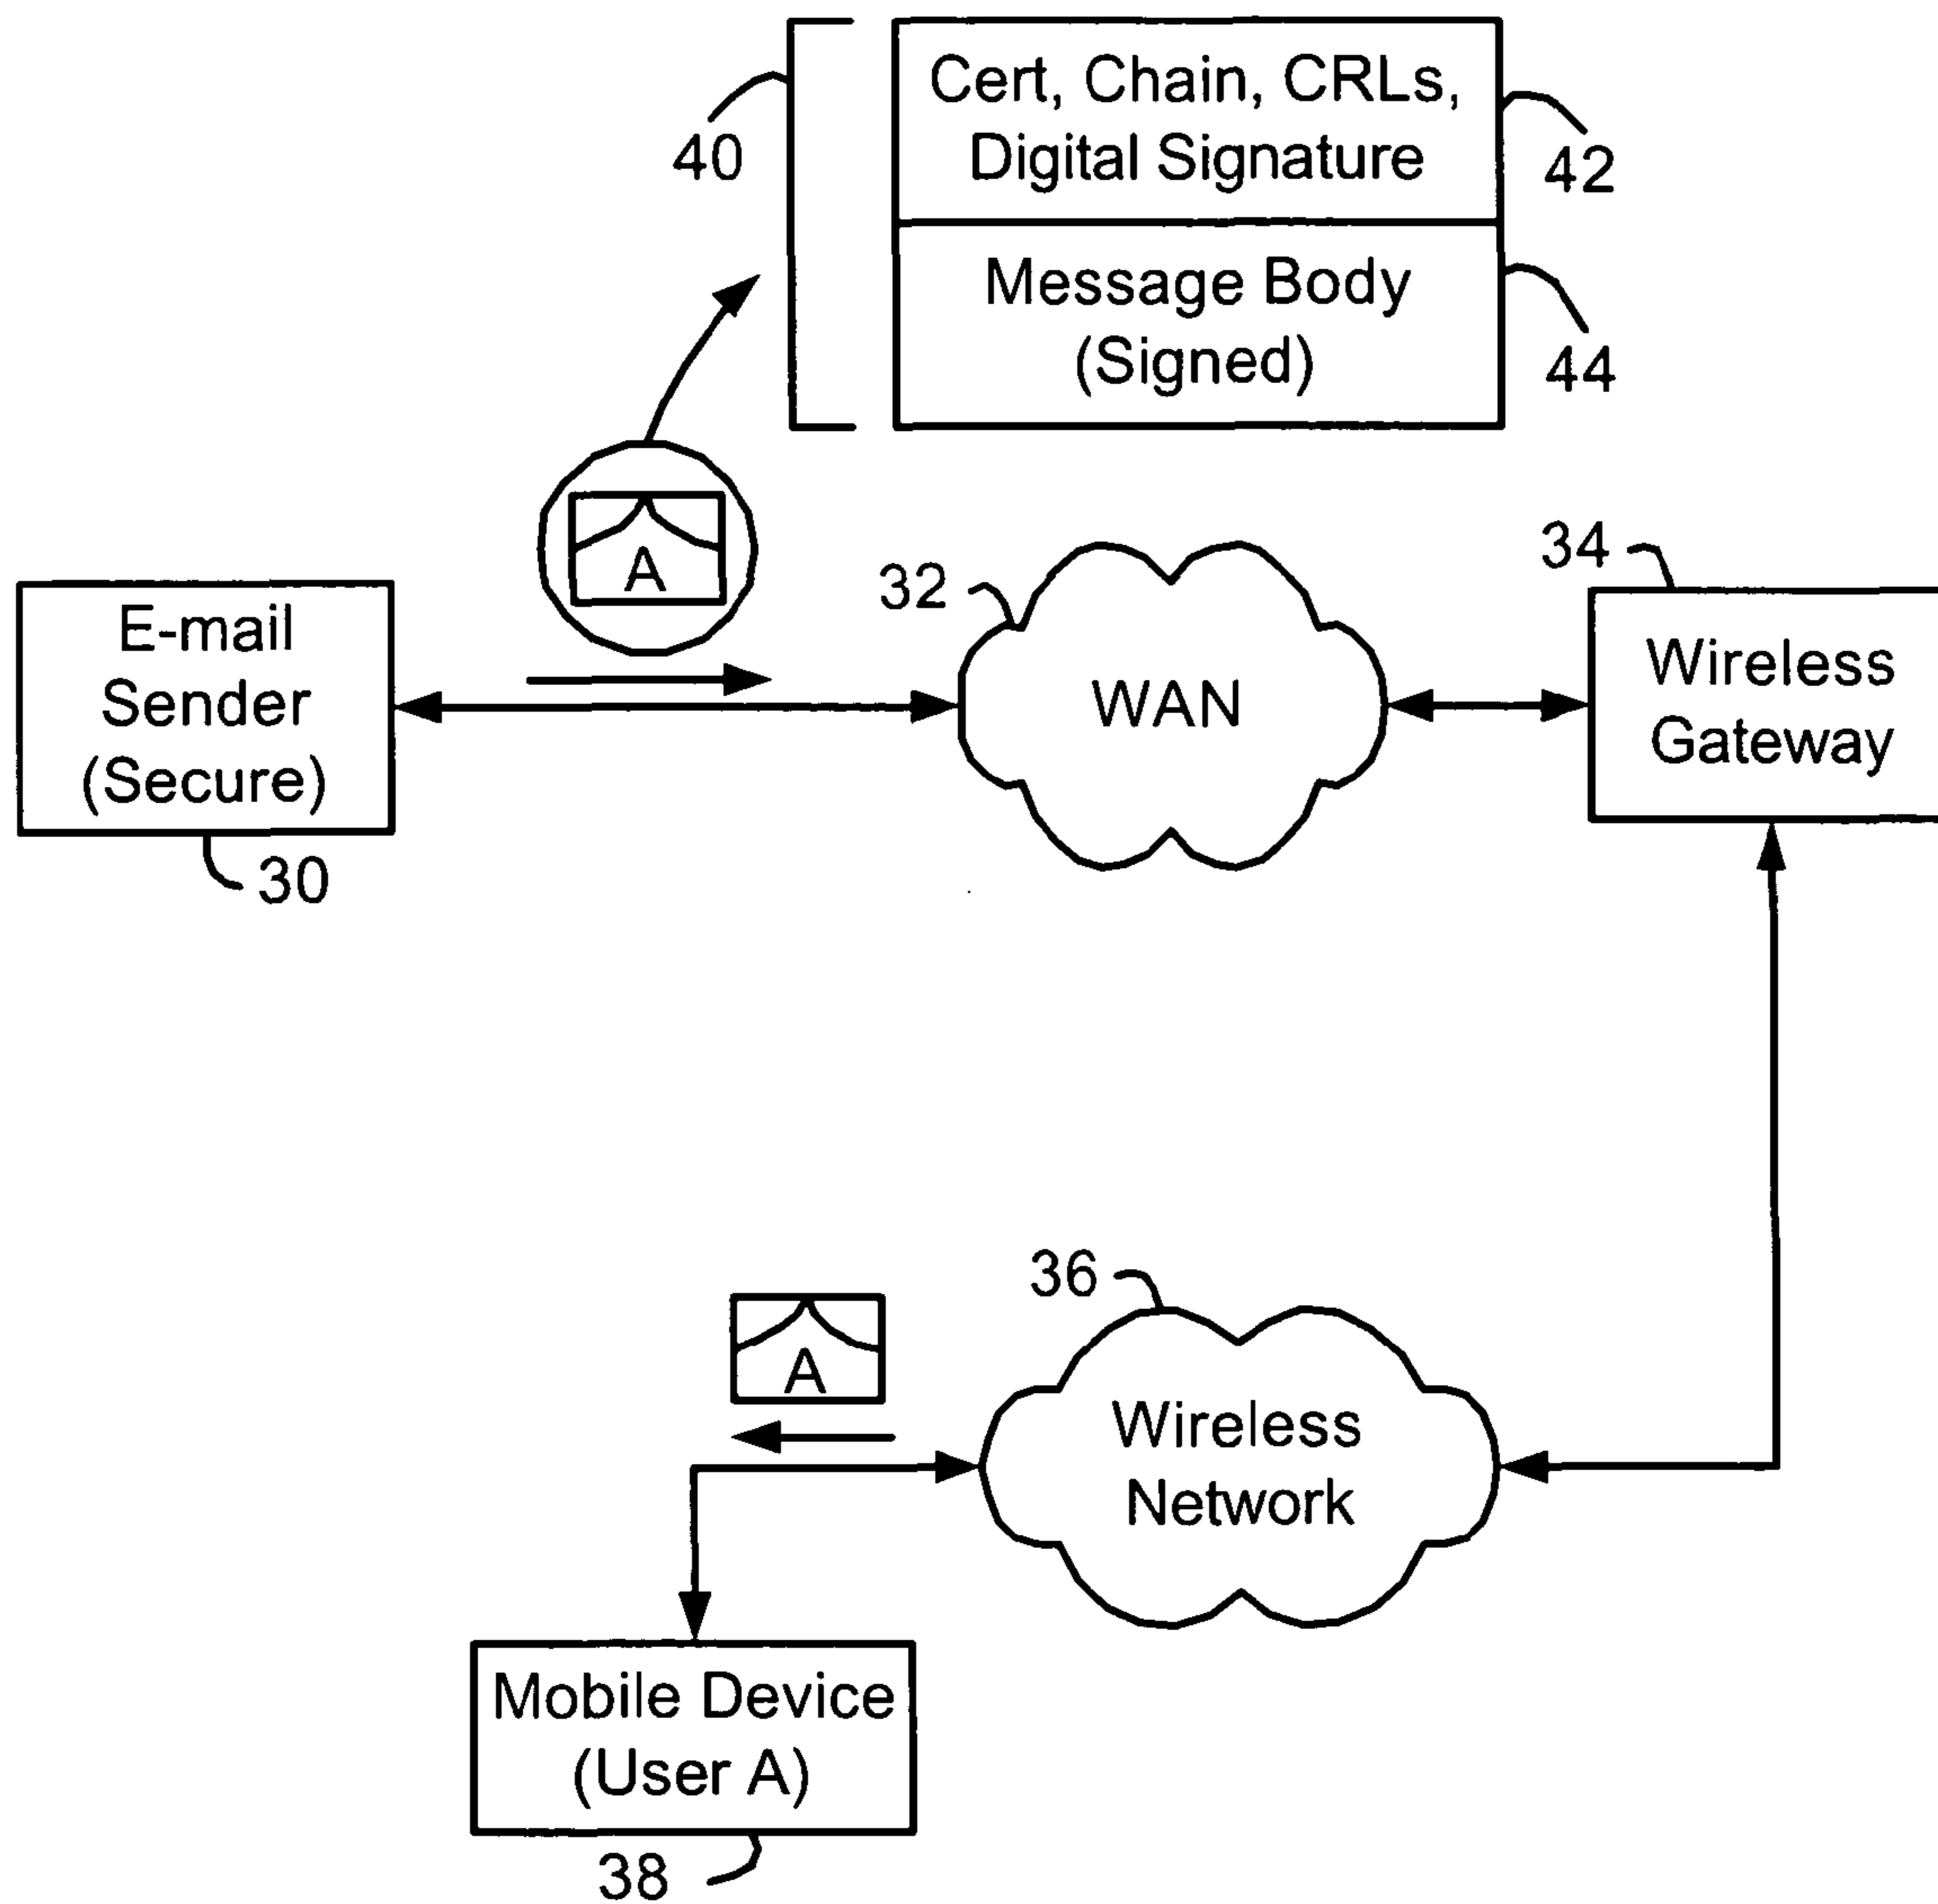 Cert, Chain, CRLs,
Digital Signature
40
42
Message Body
(Signed)
44
A
34
32
E-mail
Sender
(Secure)
WAN
Wireless
Gateway
30
36
A
Wireless
Network
Mobile Device
(User A)
38